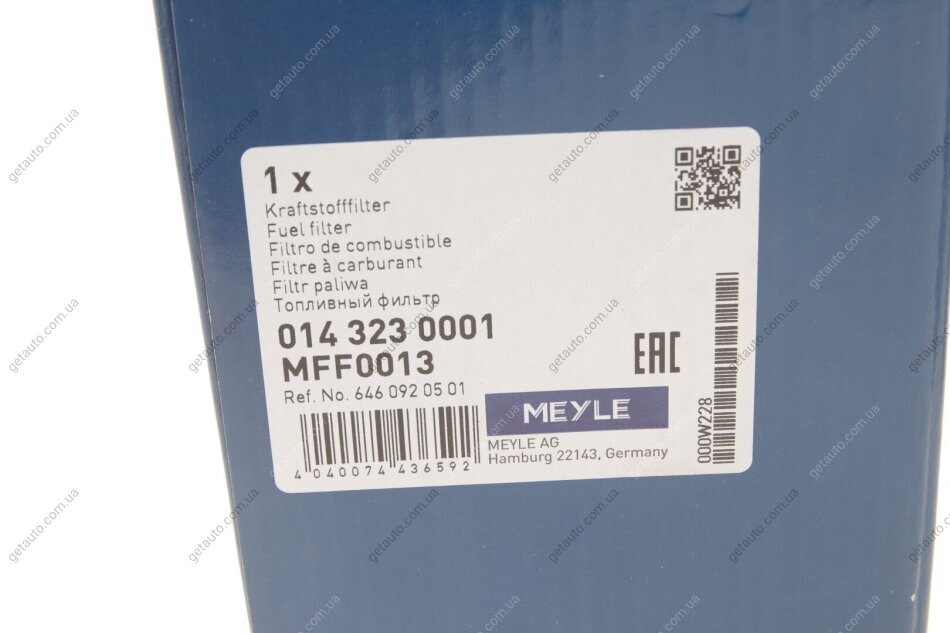 1 x
Kraftstofffilter
Fuel filter
Filtro de combustible
Filtre à carburant
Filtr paliwa
Топливный фильтр
014 323 0001
MFF0013
Ref. No. 646 092 05 01
4 040074 436592
EAC
MEYLE
MEYLE AG
Hamburg 22143, Germany
000W228
getauto.com.ua